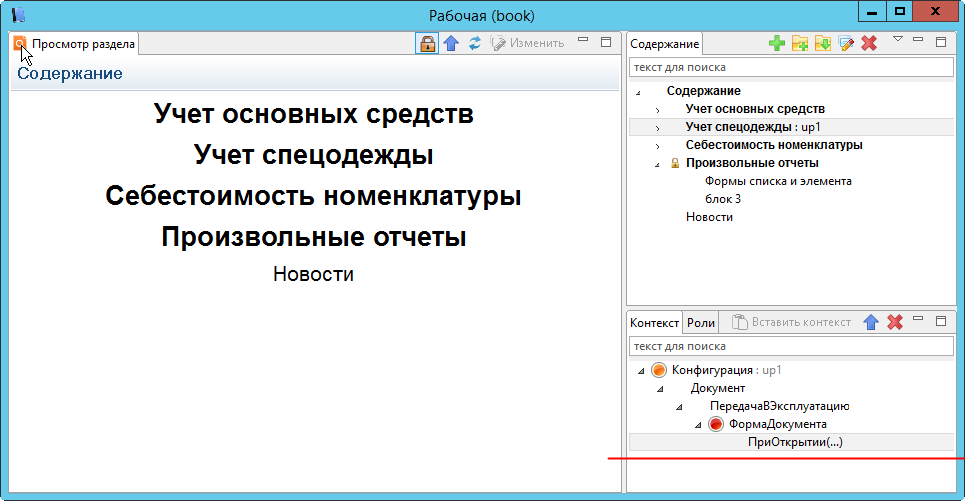 Рабочая (book)
Просмотр раздела
Изменить
Содержание
Учет основных средств
Учет спецодежды
Себестоимость номенклатуры
Произвольные отчеты
Новости
Содержание
текст для поиска
Содержание
Учет основных средств
Учет спецодежды : up1
Себестоимость номенклатуры
Произвольные отчеты
Формы списка и элемента
блок 3
Новости
Контекст
Роли
Вставить контекст
текст для поиска
Конфигурация : up1
Документ
ПередачаВЭксплуатацию
ФормаДокумента
ПриОткрытии(...)